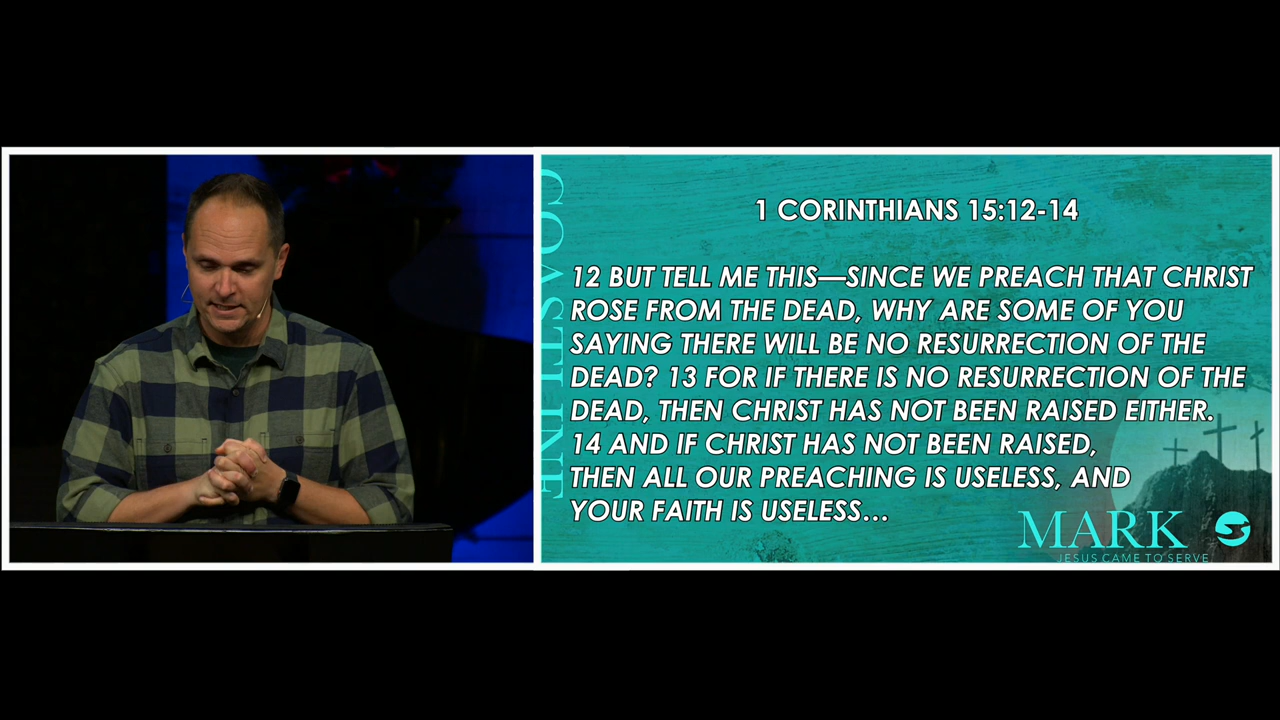 COASTLINE
1 CORINTHIANS 15:12-14
12 BUT TELL ME THIS—SINCE WE PREACH THAT CHRIST
ROSE FROM THE DEAD, WHY ARE SOME OF YOU
SAYING THERE WILL BE NO RESURRECTION OF THE
DEAD? 13 FOR IF THERE IS NO RESURRECTION OF THE
DEAD, THEN CHRIST HAS NOT BEEN RAISED EITHER.
14 AND IF CHRIST HAS NOT BEEN RAISED,
THEN ALL OUR PREACHING IS USELESS, AND
YOUR FAITH IS USELESS…
MARK
JESUS CAME TO SERVE